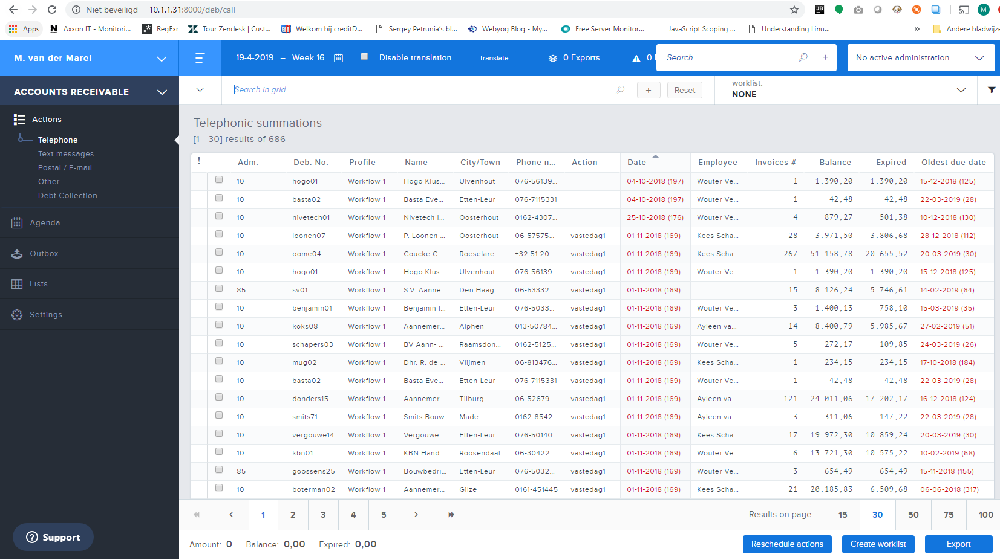 Niet beveiligd | 10.1.1.31:8000/deb/call
Apps Axxon IT - Monitori... RegExr Tour Zendesk | Cust... Welkom bij creditD... Sergey Petrunia's bl... Webyog Blog - My... Free Server Monitor... JavaScript Scoping ... Understanding Linu... » Andere bladwijze
M. van der Marel 19-4-2019 – Week 16 Disable translation Translate 0 Exports 0 Search + No active administration
ACCOUNTS RECEIVABLE
Search in grid + Reset worklist: NONE
Actions
Telephone
Text messages
Postal / E-mail
Other
Debt Collection
Agenda
Outbox
Lists
Settings
Support
Telephonic summations
[1 - 30] results of 686
! Adm. Deb. No. Profile Name City/Town Phone n... Action Date Employee Invoices # Balance Expired Oldest due date
10 hogo01 Workflow 1 Hogo Klus... Ulvenhout 076-56139... 04-10-2018 (197) Wouter Ve... 1 1.390,20 1.390,20 15-12-2018 (125)
10 basta02 Workflow 1 Basta Eve... Etten-Leur 076-7115331 04-10-2018 (197) Wouter Ve... 1 42,48 42,48 22-03-2019 (28)
10 nivetech01 Workflow 1 Nivetech I... Oosterhout 0162-4307... 25-10-2018 (176) Wouter Ve... 4 879,27 501,38 10-12-2018 (130)
10 loonen07 Workflow 1 P. Loonen ... Oosterhout 06-57575... vastedag1 01-11-2018 (169) Kees Scha... 28 3.971,50 3.806,68 28-12-2018 (112)
10 oome04 Workflow 1 Coucke C... Roeselare +32 51 20 ... vastedag1 01-11-2018 (169) Kees Scha... 267 51.158,78 20.655,52 20-03-2019 (30)
10 hogo01 Workflow 1 Hogo Klus... Ulvenhout 076-56139... vastedag1 01-11-2018 (169) Wouter Ve... 1 1.390,20 1.390,20 15-12-2018 (125)
85 sv01 Workflow 1 S.V. Aanne... Den Haag 06-53332... vastedag1 01-11-2018 (169) 15 8.126,24 5.746,61 14-02-2019 (64)
10 benjamin01 Workflow 1 Benjamin I... Etten-Leur 076-5033... vastedag1 01-11-2018 (169) Wouter Ve... 3 1.400,13 758,10 15-03-2019 (35)
10 koks08 Workflow 1 Aannemer... Alphen 013-50784... vastedag1 01-11-2018 (169) Ayleen va... 14 8.400,79 5.985,67 27-02-2019 (51)
10 schapers03 Workflow 1 BV Aann- ... Raamsdon... 0162-5125... vastedag1 01-11-2018 (169) Wouter Ve... 5 272,17 109,85 24-03-2019 (26)
10 mug02 Workflow 1 Dhr. R. de ... Vlijmen 06-813476... vastedag1 01-11-2018 (169) Kees Scha... 1 234,15 234,15 17-10-2018 (184)
10 basta02 Workflow 1 Basta Eve... Etten-Leur 076-7115331 vastedag1 01-11-2018 (169) Wouter Ve... 1 42,48 42,48 22-03-2019 (28)
10 donders15 Workflow 1 Aannemer... Tilburg 06-52679... vastedag1 01-11-2018 (169) Ayleen va... 121 24.011,06 17.202,17 16-12-2018 (124)
10 smits71 Workflow 1 Smits Bouw Made 0162-8542... vastedag1 01-11-2018 (169) Ayleen va... 3 311,06 147,22 22-03-2019 (28)
10 vergouwe14 Workflow 1 Vergouwe... Etten-Leur 076-50140... vastedag1 01-11-2018 (169) Kees Scha... 17 19.972,30 10.859,24 20-03-2019 (30)
10 kbn01 Workflow 1 KBN Hand... Roosendaal 06-30422... vastedag1 01-11-2018 (169) Wouter Ve... 6 13.721,30 10.575,22 10-02-2019 (68)
85 goossens25 Workflow 1 Bouwbedri... Etten-Leur 076-5032... vastedag1 01-11-2018 (169) Wouter Ve... 3 654,49 654,49 15-11-2018 (155)
10 boterman02 Workflow 1 Aannemer... Gilze 0161-451445 vastedag1 01-11-2018 (169) Kees Scha... 21 20.185,83 6.509,68 06-06-2018 (317)
1 2 3 4 5 Results on page: 15 30 50 75 100
Amount: 0 Balance: 0,00 Expired: 0,00 Reschedule actions Create worklist Export